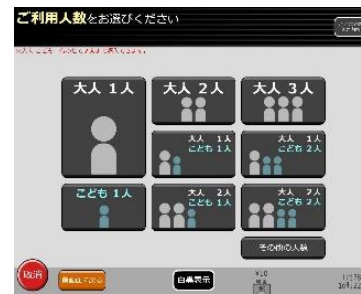 ご利用人数をお選びください
大人 1人
大人 2人
大人 3人
大人 1人
こども 1人
大人 1人
こども 2人
こども 1人
大人 2人
こども 1人
大人 2人
こども 2人
その他の人数
取消
白黒表示